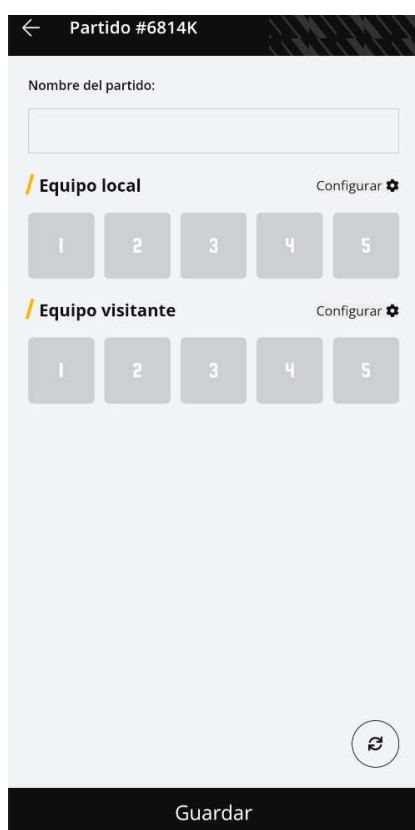 Partido #6814K
Nombre del partido:
Equipo local Configurar
1 2 3 4 5
Equipo visitante Configurar
1 2 3 4 5
Guardar